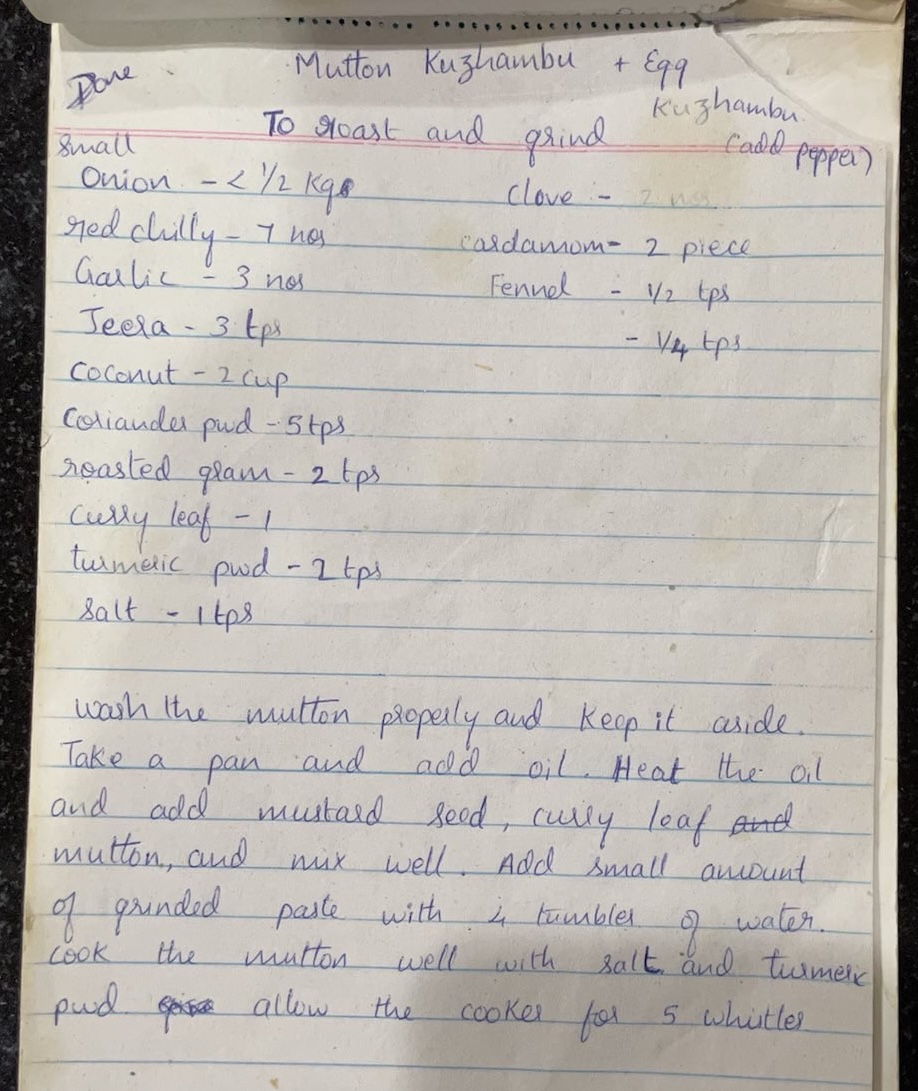 Done
Mutton Kuzhambu + Egg
Kuzhambu
(add pepper)
To roast and grind
small
Onion - < 1/2 Kg
red chilly - 7 nos
Garlic - 3 nos
Jeera - 3 tps
Coconut - 2 cup
Coriander pwd - 5 tps
roasted gram - 2 tps
curry leaf - 1
turmeric pwd - 2 tps
salt - 1 tps
Clove - 2 nos
cardamom - 2 piece
Fennel - 1/2 tps
- 1/4 tps
wash the mutton properly and keep it aside.
Take a pan and add oil. Heat the oil
and add mustard seed, curry leaf and
mutton, and mix well. Add small amount
of grinded paste with 4 tumbler of water.
cook the mutton well with salt and turmeric
pwd allow the cooker for 5 whistles